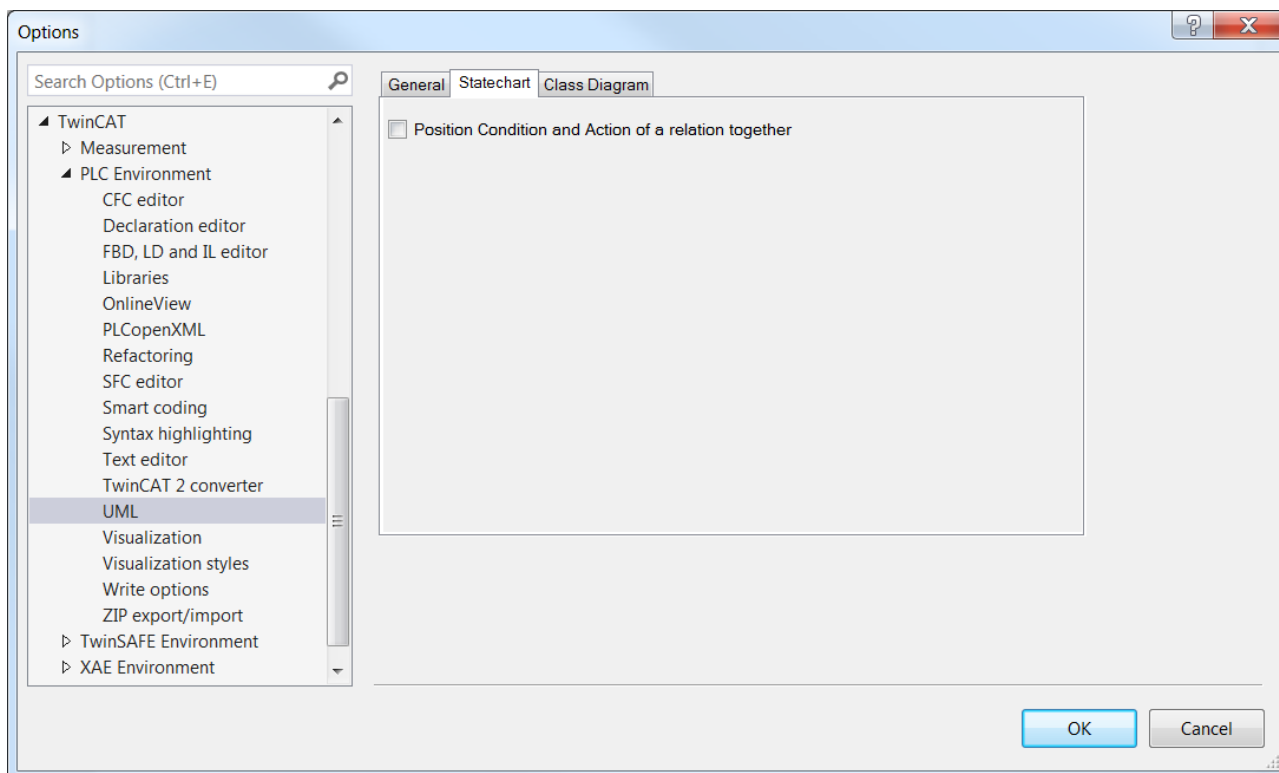 Options
Search Options (Ctrl+E)
TwinCAT
Measurement
PLC Environment
CFC editor
Declaration editor
FBD, LD and IL editor
Libraries
OnlineView
PLCopenXML
Refactoring
SFC editor
Smart coding
Syntax highlighting
Text editor
TwinCAT 2 converter
UML
Visualization
Visualization styles
Write options
ZIP export/import
TwinSAFE Environment
XAE Environment
General Statechart Class Diagram
Position Condition and Action of a relation together
OK Cancel